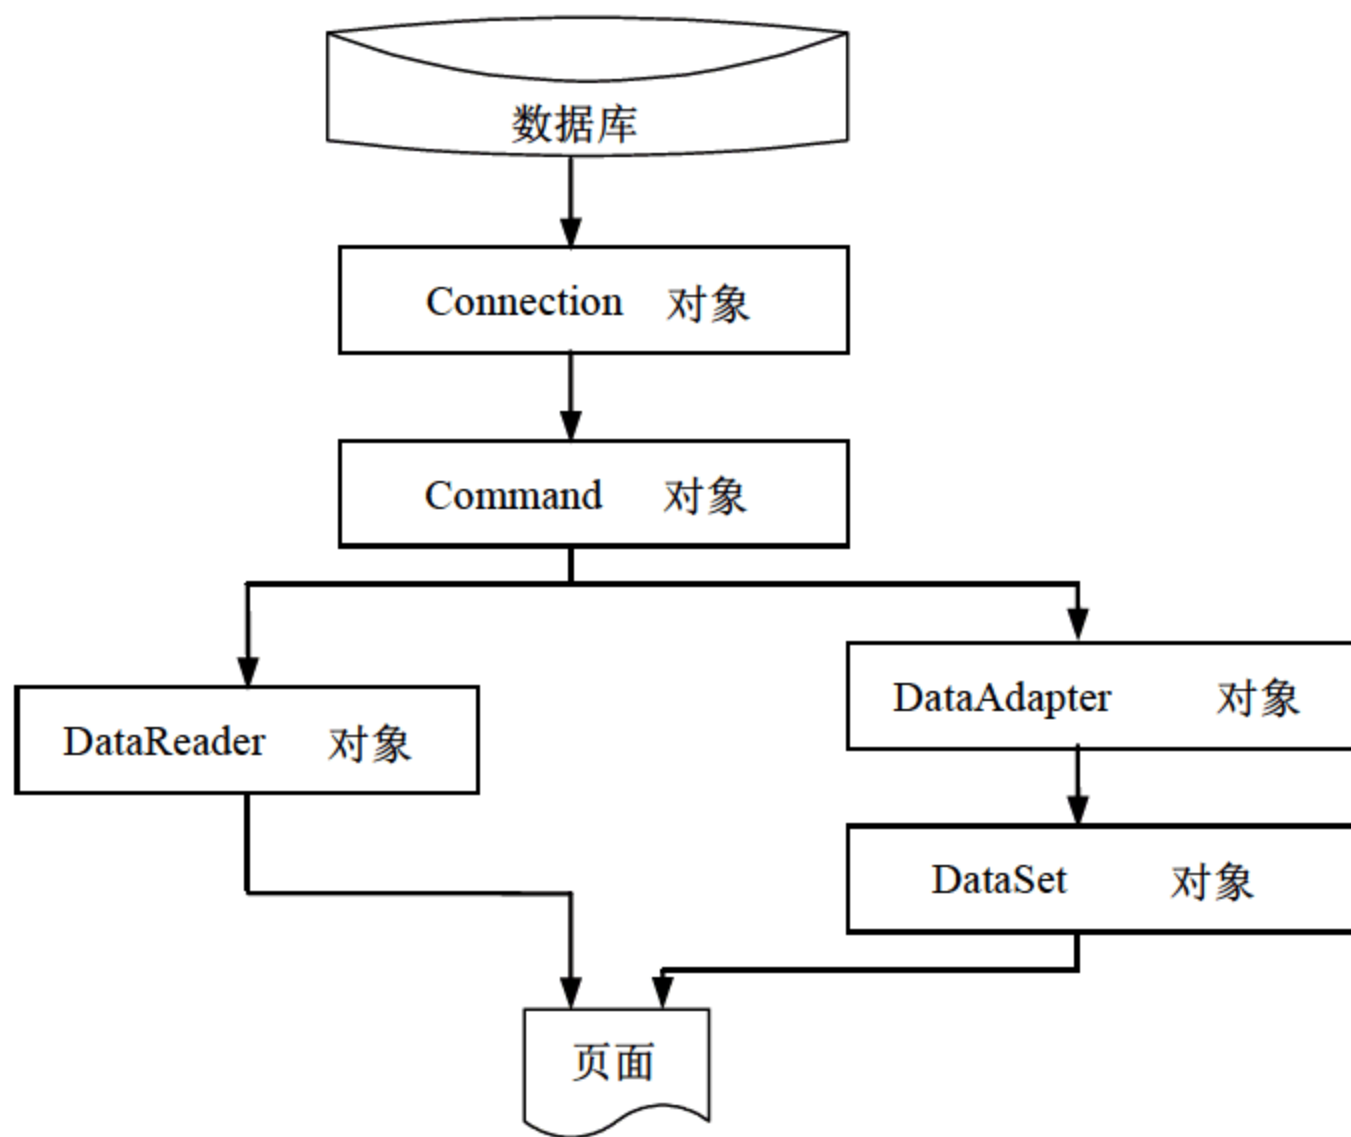 数据库
Connection 对象
Command 对象
DataAdapter 对象
DataReader 对象
DataSet 对象
页面